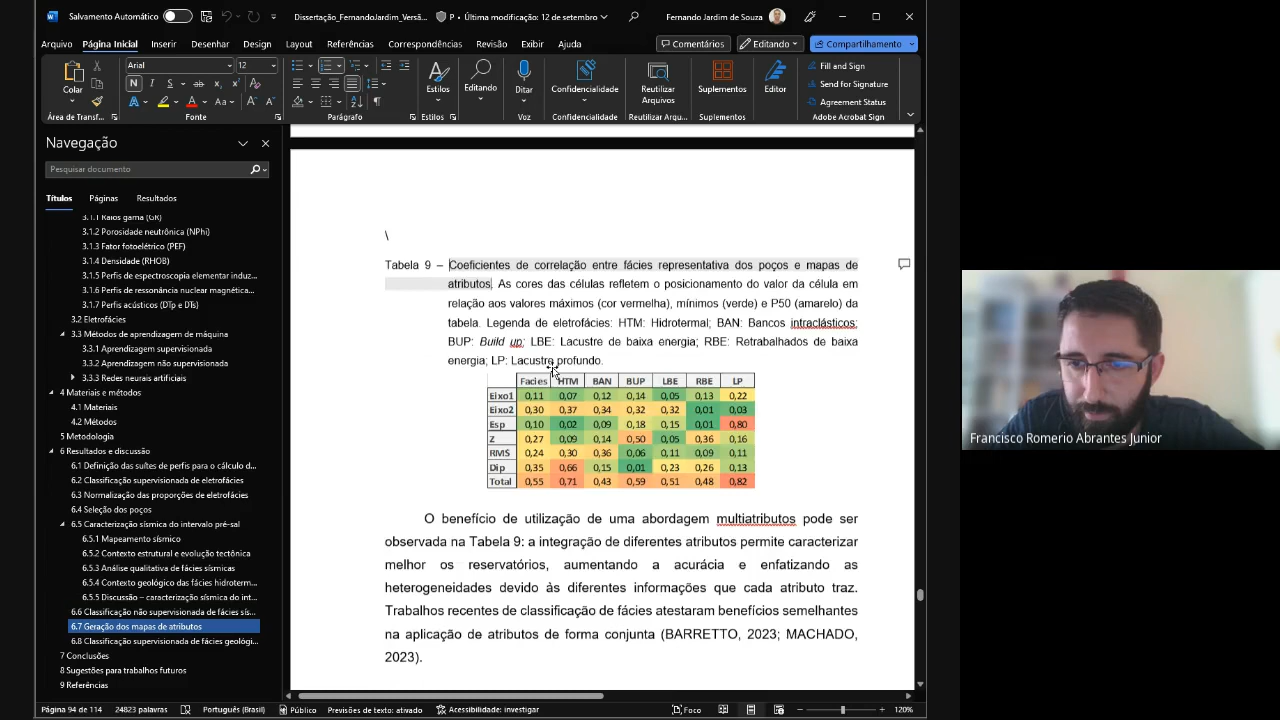 Salvamento Automático
Dissertação_FernandoJardim_Versã...
P • Última modificação: 12 de setembro
Fernando Jardim de Souza
Arquivo Página Inicial Inserir Desenhar Design Layout Referências Correspondências Revisão Exibir Ajuda
Comentários Editando Compartilhamento
Colar
Arial 12
Estilos
Editando
Ditar
Confidencialidade
Reutilizar Arquivos
Suplementos
Editor
Fill and Sign
Send for Signature
Agreement Status
Área de Transf... Fonte Parágrafo Estilos Voz Confidencialidade Reutilizar Arqu... Suplementos Adobe Acrobat Sign
Navegação
Pesquisar documento
Títulos Páginas Resultados
3.1.1 Raios gama (GR)
3.1.2 Porosidade neutrônica (NPhi)
3.1.3 Fator fotoelétrico (PEF)
3.1.4 Densidade (RHOB)
3.1.5 Perfis de espectroscopia elementar induz...
3.1.6 Perfis de ressonância nuclear magnética...
3.1.7 Perfis acústicos (DTp e DTs)
3.2 Eletrofácies
3.3 Métodos de aprendizagem de máquina
3.3.1 Aprendizagem supervisionada
3.3.2 Aprendizagem não supervisionada
3.3.3 Redes neurais artificiais
4 Materiais e métodos
4.1 Materiais
4.2 Métodos
5 Metodologia
6 Resultados e discussão
6.1 Definição das suítes de perfis para o cálculo d...
6.2 Classificação supervisionada de eletrofácies
6.3 Normalização das proporções de eletrofácies
6.4 Seleção dos poços
6.5 Caracterização sísmica do intervalo pré-sal
6.5.1 Mapeamento sísmico
6.5.2 Contexto estrutural e evolução tectônica
6.5.3 Análise qualitativa de fácies sísmicas
6.5.4 Contexto geológico das fácies hidroterm...
6.5.5 Discussão – caracterização sísmica do int...
6.6 Classificação não supervisionada de fácies sís...
6.7 Geração dos mapas de atributos
6.8 Classificação supervisionada de fácies geológi...
7 Conclusões
8 Sugestões para trabalhos futuros
9 Referências
\
Tabela 9 – Coeficientes de correlação entre fácies representativa dos poços e mapas de
atributos. As cores das células refletem o posicionamento do valor da célula em
relação aos valores máximos (cor vermelha), mínimos (verde) e P50 (amarelo) da
tabela. Legenda de eletrofácies: HTM: Hidrotermal; BAN: Bancos intraclásticos;
BUP: Build up; LBE: Lacustre de baixa energia; RBE: Retrabalhados de baixa
energia; LP: Lacustre profundo.
Facies HTM BAN BUP LBE RBE LP
Eixo1 0,11 0,07 0,12 0,14 0,05 0,13 0,22
Eixo2 0,30 0,37 0,34 0,32 0,32 0,01 0,03
Esp 0,10 0,02 0,09 0,18 0,15 0,01 0,80
Z 0,27 0,09 0,14 0,50 0,05 0,36 0,16
RMS 0,24 0,30 0,36 0,06 0,11 0,09 0,11
Dip 0,35 0,66 0,15 0,01 0,23 0,26 0,13
Total 0,55 0,71 0,43 0,59 0,51 0,48 0,82
O benefício de utilização de uma abordagem multiatributos pode ser
observada na Tabela 9: a integração de diferentes atributos permite caracterizar
melhor os reservatórios, aumentando a acurácia e enfatizando as
heterogeneidades devido às diferentes informações que cada atributo traz.
Trabalhos recentes de classificação de fácies atestaram benefícios semelhantes
na aplicação de atributos de forma conjunta (BARRETTO, 2023; MACHADO,
2023).
Francisco Romerio Abrantes Junior
Página 94 de 114 24823 palavras Português (Brasil) Público Previsões de texto: ativado Acessibilidade: investigar Foco 120%